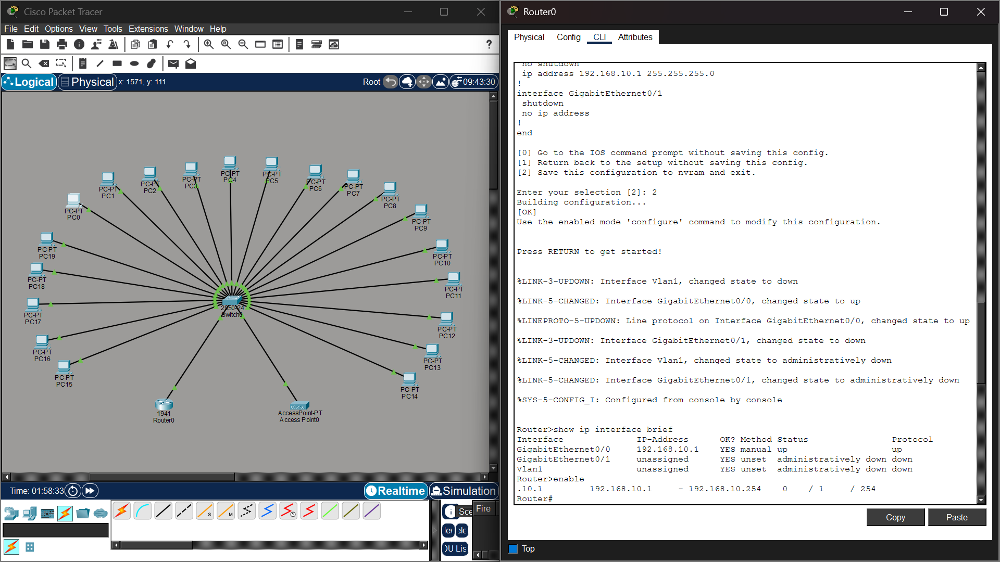 Cisco Packet Tracer
File Edit Options View Tools Extensions Window Help
?
Logical Physical x: 1571, y: 111 Root 09:43:30
PC-PT
PC4
PC-PT
PC5
PC-PT
PC3
PC-PT
PC6
PC-PT
PC2
PC-PT
PC7
PC-PT
PC1
PC-PT
PC8
PC-PT
PC0
PC-PT
PC9
PC-PT
PC19
PC-PT
PC10
PC-PT
PC18
PC-PT
PC11
2950-24
Switch0
PC-PT
PC17
PC-PT
PC12
PC-PT
PC16
PC-PT
PC13
PC-PT
PC15
PC-PT
PC14
1941
Router0
AccessPoint-PT
Access Point0
Time: 01:58:33 Realtime Simulation
S M
i Sce Fire
OU Lis
Router0
Physical Config CLI Attributes
no shutdown
ip address 192.168.10.1 255.255.255.0
!
interface GigabitEthernet0/1
shutdown
no ip address
!
end
[0] Go to the IOS command prompt without saving this config.
[1] Return back to the setup without saving this config.
[2] Save this configuration to nvram and exit.
Enter your selection [2]: 2
Building configuration...
[OK]
Use the enabled mode 'configure' command to modify this configuration.
Press RETURN to get started!
%LINK-3-UPDOWN: Interface Vlan1, changed state to down
%LINK-5-CHANGED: Interface GigabitEthernet0/0, changed state to up
%LINEPROTO-5-UPDOWN: Line protocol on Interface GigabitEthernet0/0, changed state to up
%LINK-3-UPDOWN: Interface GigabitEthernet0/1, changed state to down
%LINK-5-CHANGED: Interface Vlan1, changed state to administratively down
%LINK-5-CHANGED: Interface GigabitEthernet0/1, changed state to administratively down
%SYS-5-CONFIG_I: Configured from console by console
Router>show ip interface brief
Interface IP-Address OK? Method Status Protocol
GigabitEthernet0/0 192.168.10.1 YES manual up up
GigabitEthernet0/1 unassigned YES unset administratively down down
Vlan1 unassigned YES unset administratively down down
Router>enable
.10.1 192.168.10.1 - 192.168.10.254 0 / 1 / 254
Router#
Copy Paste
Top